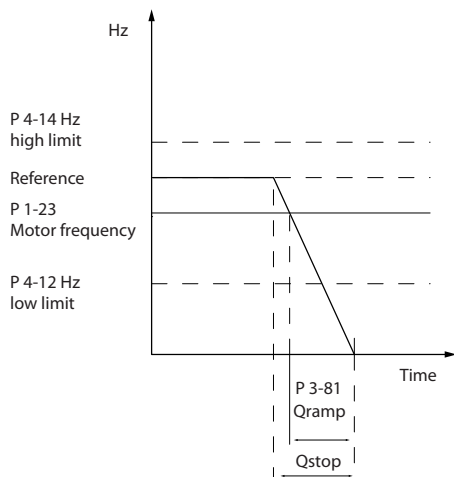 Hz
P 4-14 Hz
high limit
Reference
P 1-23
Motor frequency
P 4-12 Hz
low limit
Time
P 3-81
Qramp
Qstop